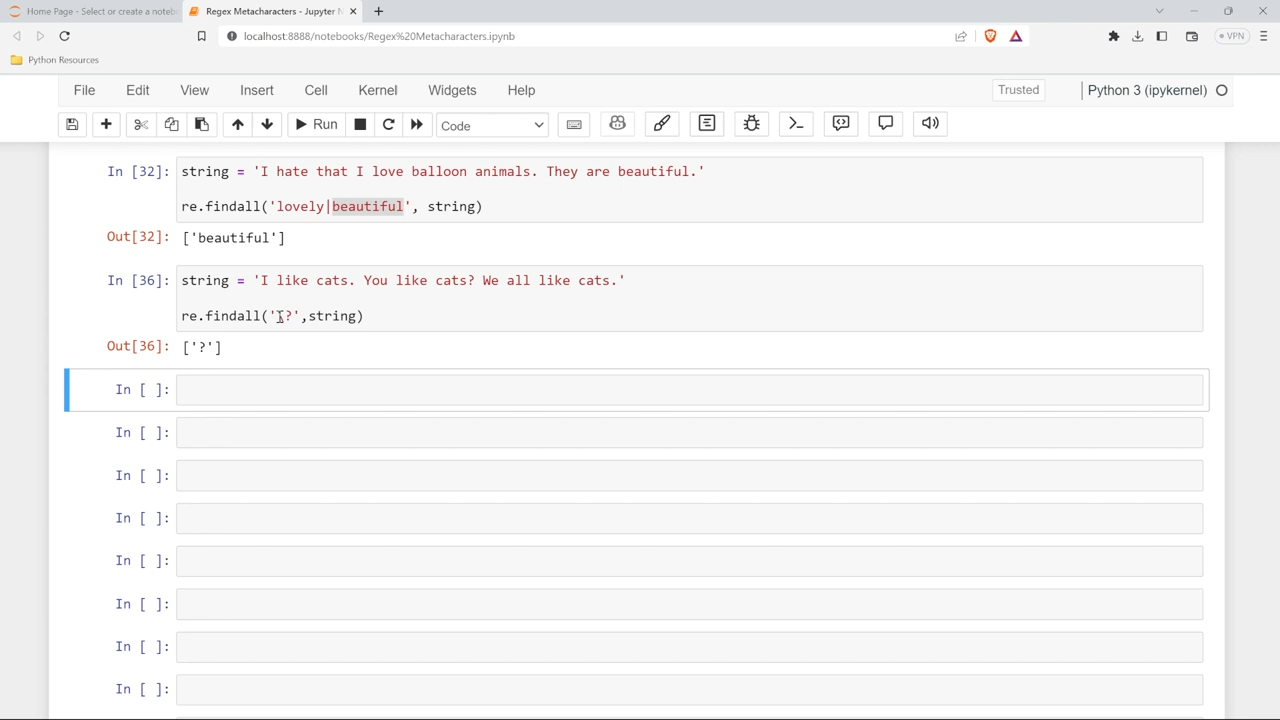 Home Page - Select or create a noteb
Regex Metacharacters - Jupyter N
localhost:8888/notebooks/Regex%20Metacharacters.ipynb
VPN
Python Resources
File Edit View Insert Cell Kernel Widgets Help Trusted Python 3 (ipykernel)
Run Code
In [32]: string = 'I hate that I love balloon animals. They are beautiful.'
re.findall('lovely|beautiful', string)
Out[32]: ['beautiful']
In [36]: string = 'I like cats. You like cats? We all like cats.'
re.findall('\?',string)
Out[36]: ['?']
In [ ]:
In [ ]:
In [ ]:
In [ ]:
In [ ]:
In [ ]:
In [ ]:
In [ ]: